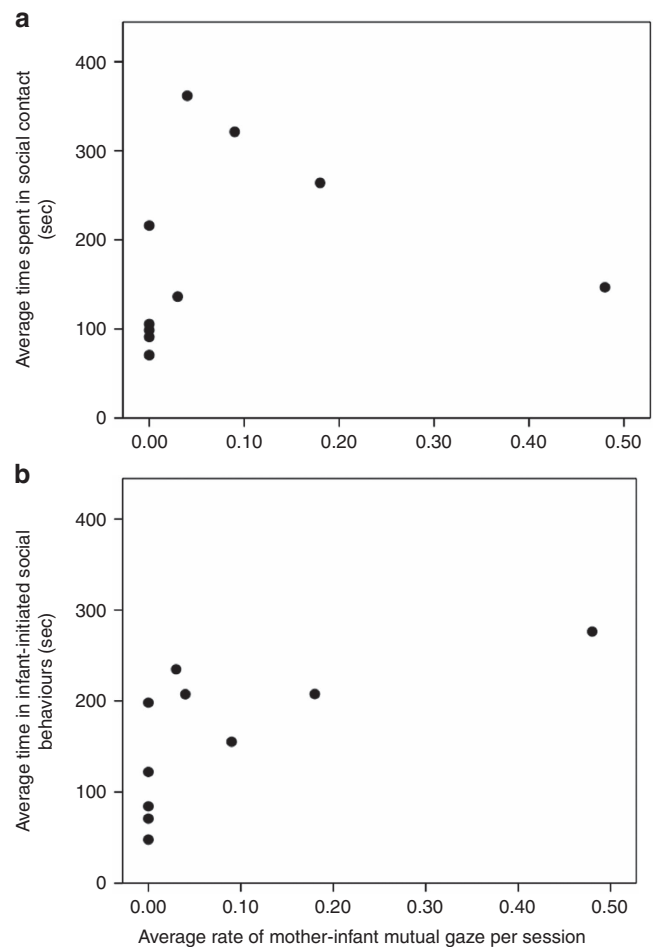 a
Average time spent in social contact
(sec)
400
300
200
100
0
0.00 0.10 0.20 0.30 0.40 0.50
b
Average time in infant-initiated social
behaviours (sec)
400
300
200
100
0
0.00 0.10 0.20 0.30 0.40 0.50
Average rate of mother-infant mutual gaze per session